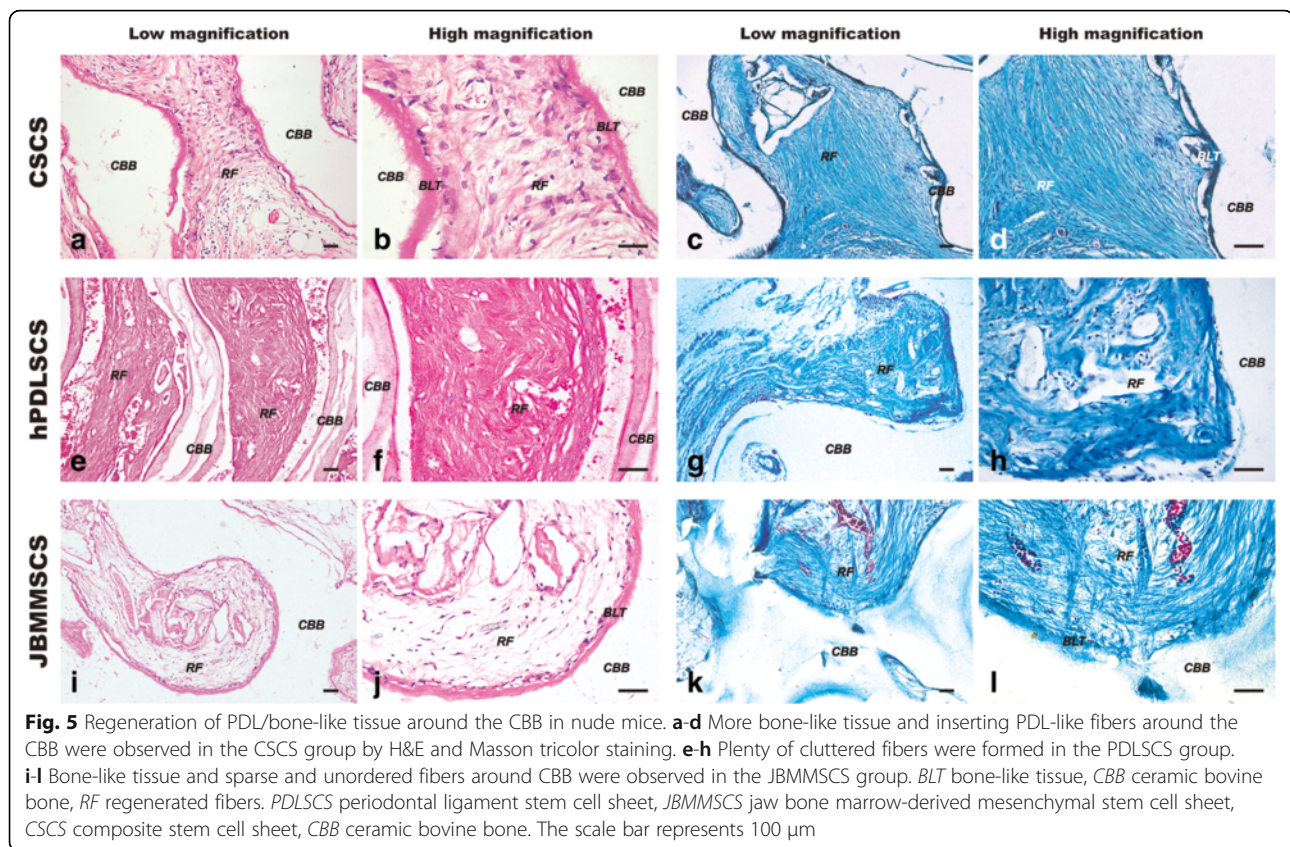 Low magnification High magnification Low magnification High magnification
CSCS
CBB CBB RF a
CBB BLT CBB BLT RF b
CBB RF CBB c
BLT RF CBB d
hPDLSCS
RF RF CBB CBB e
CBB RF CBB f
RF CBB g
CBB RF h
JBMMSCS
CBB RF i
BLT RF CBB j
RF CBB k
RF BLT CBB l
Fig. 5 Regeneration of PDL/bone-like tissue around the CBB in nude mice. a-d More bone-like tissue and inserting PDL-like fibers around the
CBB were observed in the CSCS group by H&E and Masson tricolor staining. e-h Plenty of cluttered fibers were formed in the PDLSCS group.
i-l Bone-like tissue and sparse and unordered fibers around CBB were observed in the JBMMSCS group. BLT bone-like tissue, CBB ceramic bovine
bone, RF regenerated fibers. PDLSCS periodontal ligament stem cell sheet, JBMMSCS jaw bone marrow-derived mesenchymal stem cell sheet,
CSCS composite stem cell sheet, CBB ceramic bovine bone. The scale bar represents 100 μm